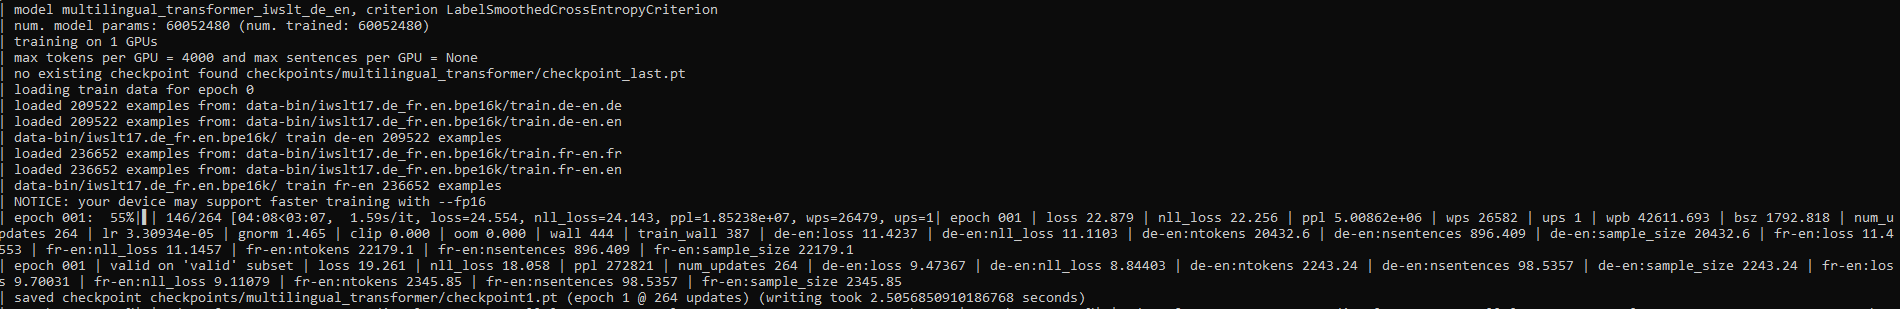 | model multilingual_transformer_iwslt_de_en, criterion LabelSmoothedCrossEntropyCriterion
| num. model params: 60052480 (num. trained: 60052480)
| training on 1 GPUs
| max tokens per GPU = 4000 and max sentences per GPU = None
| no existing checkpoint found checkpoints/multilingual_transformer/checkpoint_last.pt
| loading train data for epoch 0
| loaded 209522 examples from: data-bin/iwslt17.de_fr.en.bpe16k/train.de-en.de
| loaded 209522 examples from: data-bin/iwslt17.de_fr.en.bpe16k/train.de-en.en
| data-bin/iwslt17.de_fr.en.bpe16k/ train de-en 209522 examples
| loaded 236652 examples from: data-bin/iwslt17.de_fr.en.bpe16k/train.fr-en.fr
| loaded 236652 examples from: data-bin/iwslt17.de_fr.en.bpe16k/train.fr-en.en
| data-bin/iwslt17.de_fr.en.bpe16k/ train fr-en 236652 examples
| NOTICE: your device may support faster training with --fp16
| epoch 001:  55%|▌| 146/264 [04:08<03:07,  1.59s/it, loss=24.554, nll_loss=24.143, ppl=1.85238e+07, wps=26479, ups=1| epoch 001 | loss 22.879 | nll_loss 22.256 | ppl 5.00862e+06 | wps 26582 | ups 1 | wpb 42611.693 | bsz 1792.818 | num_u
pdates 264 | lr 3.30934e-05 | gnorm 1.465 | clip 0.000 | oom 0.000 | wall 444 | train_wall 387 | de-en:loss 11.4237 | de-en:nll_loss 11.1103 | de-en:ntokens 20432.6 | de-en:nsentences 896.409 | de-en:sample_size 20432.6 | fr-en:loss 11.4
553 | fr-en:nll_loss 11.1457 | fr-en:ntokens 22179.1 | fr-en:nsentences 896.409 | fr-en:sample_size 22179.1
| epoch 001 | valid on 'valid' subset | loss 19.261 | nll_loss 18.058 | ppl 272821 | num_updates 264 | de-en:loss 9.47367 | de-en:nll_loss 8.84403 | de-en:ntokens 2243.24 | de-en:nsentences 98.5357 | de-en:sample_size 2243.24 | fr-en:los
s 9.70031 | fr-en:nll_loss 9.11079 | fr-en:ntokens 2345.85 | fr-en:nsentences 98.5357 | fr-en:sample_size 2345.85
| saved checkpoint checkpoints/multilingual_transformer/checkpoint1.pt (epoch 1 @ 264 updates) (writing took 2.5056850910186768 seconds)